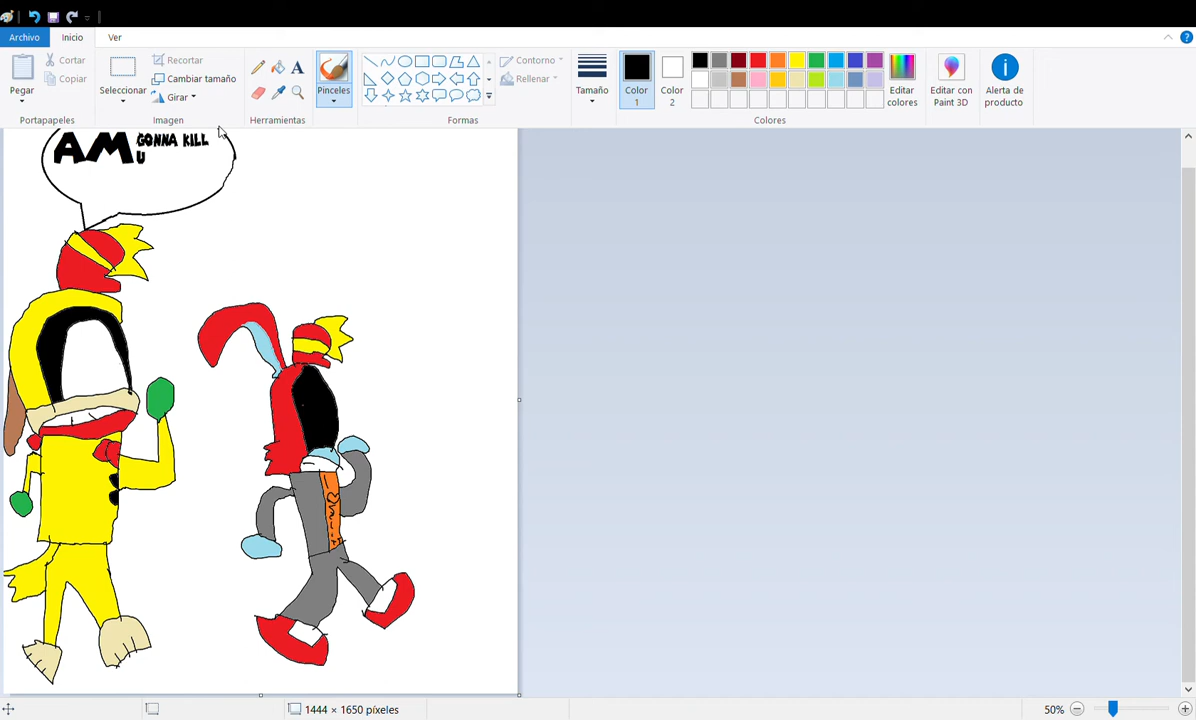 Archivo Inicio Ver
Pegar Cortar Copiar
Portapapeles
Seleccionar Recortar Cambiar tamaño Girar
Imagen
Herramientas
Pinceles
Contorno Rellenar
Formas
Tamaño
Color 1
Color 2
Editar colores
Colores
Editar con Paint 3D
Alerta de producto
AM GONNA KILL
U
1444 × 1650 píxeles
50%